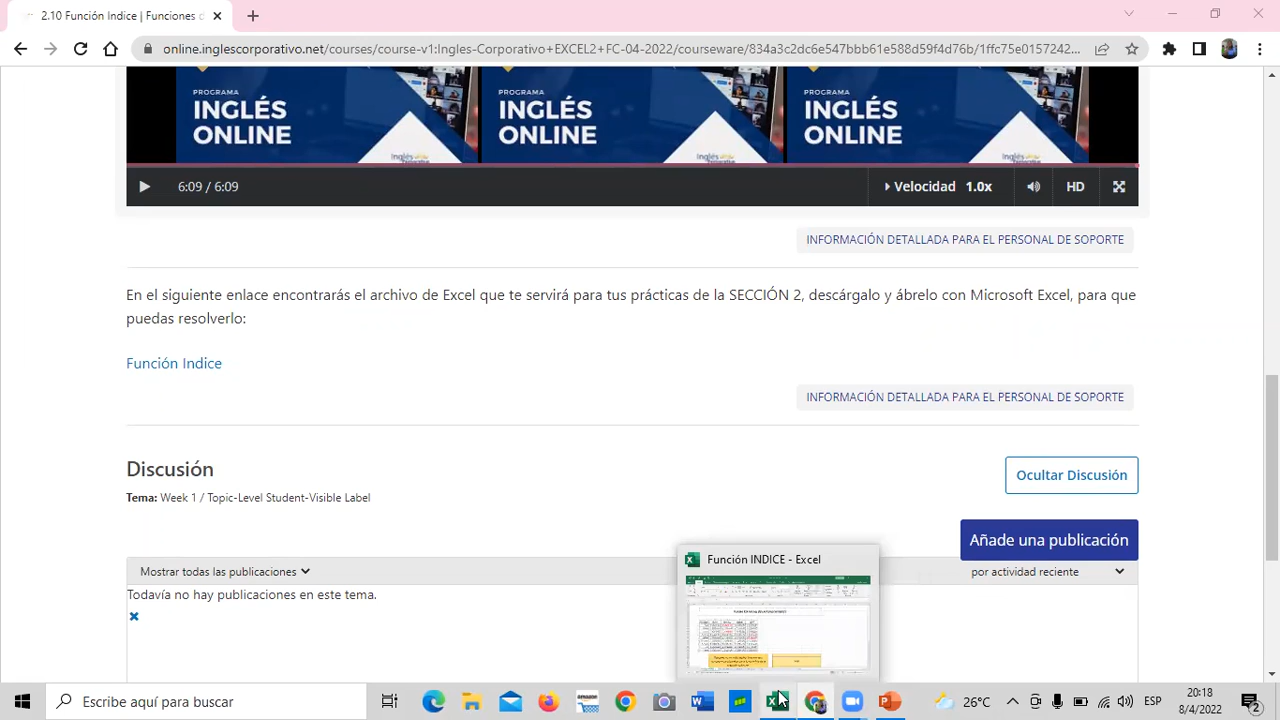 2.10 Función Indice | Funciones d
online.inglescorporativo.net/courses/course-v1:Ingles-Corporativo+EXCEL2+FC-04-2022/courseware/834a3c2c6e547bbb61e588d59f4d76b/1ffc75e0157242...
PROGRAMA PROGRAMA PROGRAMA
INGLÉS INGLÉS INGLÉS
ONLINE ONLINE ONLINE
6:09 / 6:09 Velocidad 1.0x HD
INFORMACIÓN DETALLADA PARA EL PERSONAL DE SOPORTE
En el siguiente enlace encontrarás el archivo de Excel que te servirá para tus prácticas de la SECCIÓN 2, descárgalo y ábrelo con Microsoft Excel, para que
puedas resolverlo:
Función Indice
INFORMACIÓN DETALLADA PARA EL PERSONAL DE SOPORTE
Discusión
Ocultar Discusión
Tema: Week 1 / Topic-Level Student-Visible Label
Añade una publicación
Función INDICE - Excel
Mostrar todas las publicaciones por actividad reciente
Todavía no hay publicaciones en este tema.
Escribe aquí para buscar
amazon
26°C
ESP
20:18
8/4/2022
2